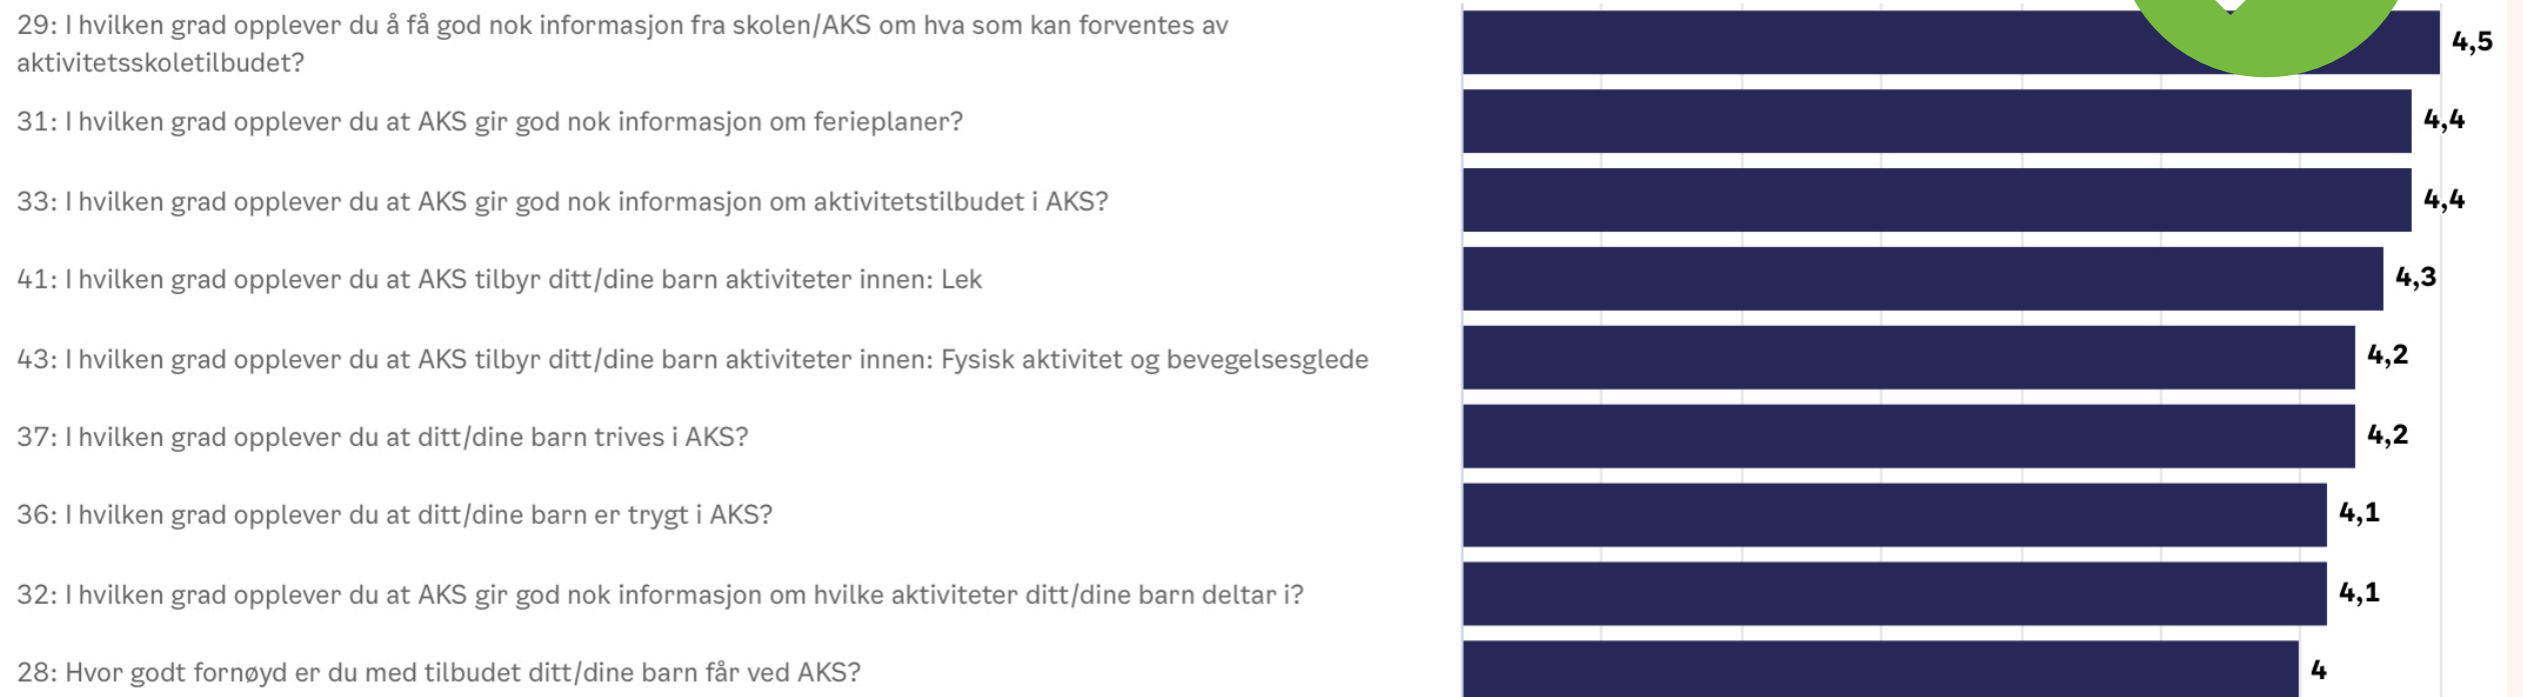 29: I hvilken grad opplever du å få god nok informasjon fra skolen/AKS om hva som kan forventes av
aktivitetsskoletilbudet?
4,5
31: I hvilken grad opplever du at AKS gir god nok informasjon om ferieplaner?
4,4
33: I hvilken grad opplever du at AKS gir god nok informasjon om aktivitetstilbudet i AKS?
4,4
41: I hvilken grad opplever du at AKS tilbyr ditt/dine barn aktiviteter innen: Lek
4,3
43: I hvilken grad opplever du at AKS tilbyr ditt/dine barn aktiviteter innen: Fysisk aktivitet og bevegelsesglede
4,2
37: I hvilken grad opplever du at ditt/dine barn trives i AKS?
4,2
36: I hvilken grad opplever du at ditt/dine barn er trygt i AKS?
4,1
32: I hvilken grad opplever du at AKS gir god nok informasjon om hvilke aktiviteter ditt/dine barn deltar i?
4,1
28: Hvor godt fornøyd er du med tilbudet ditt/dine barn får ved AKS?
4